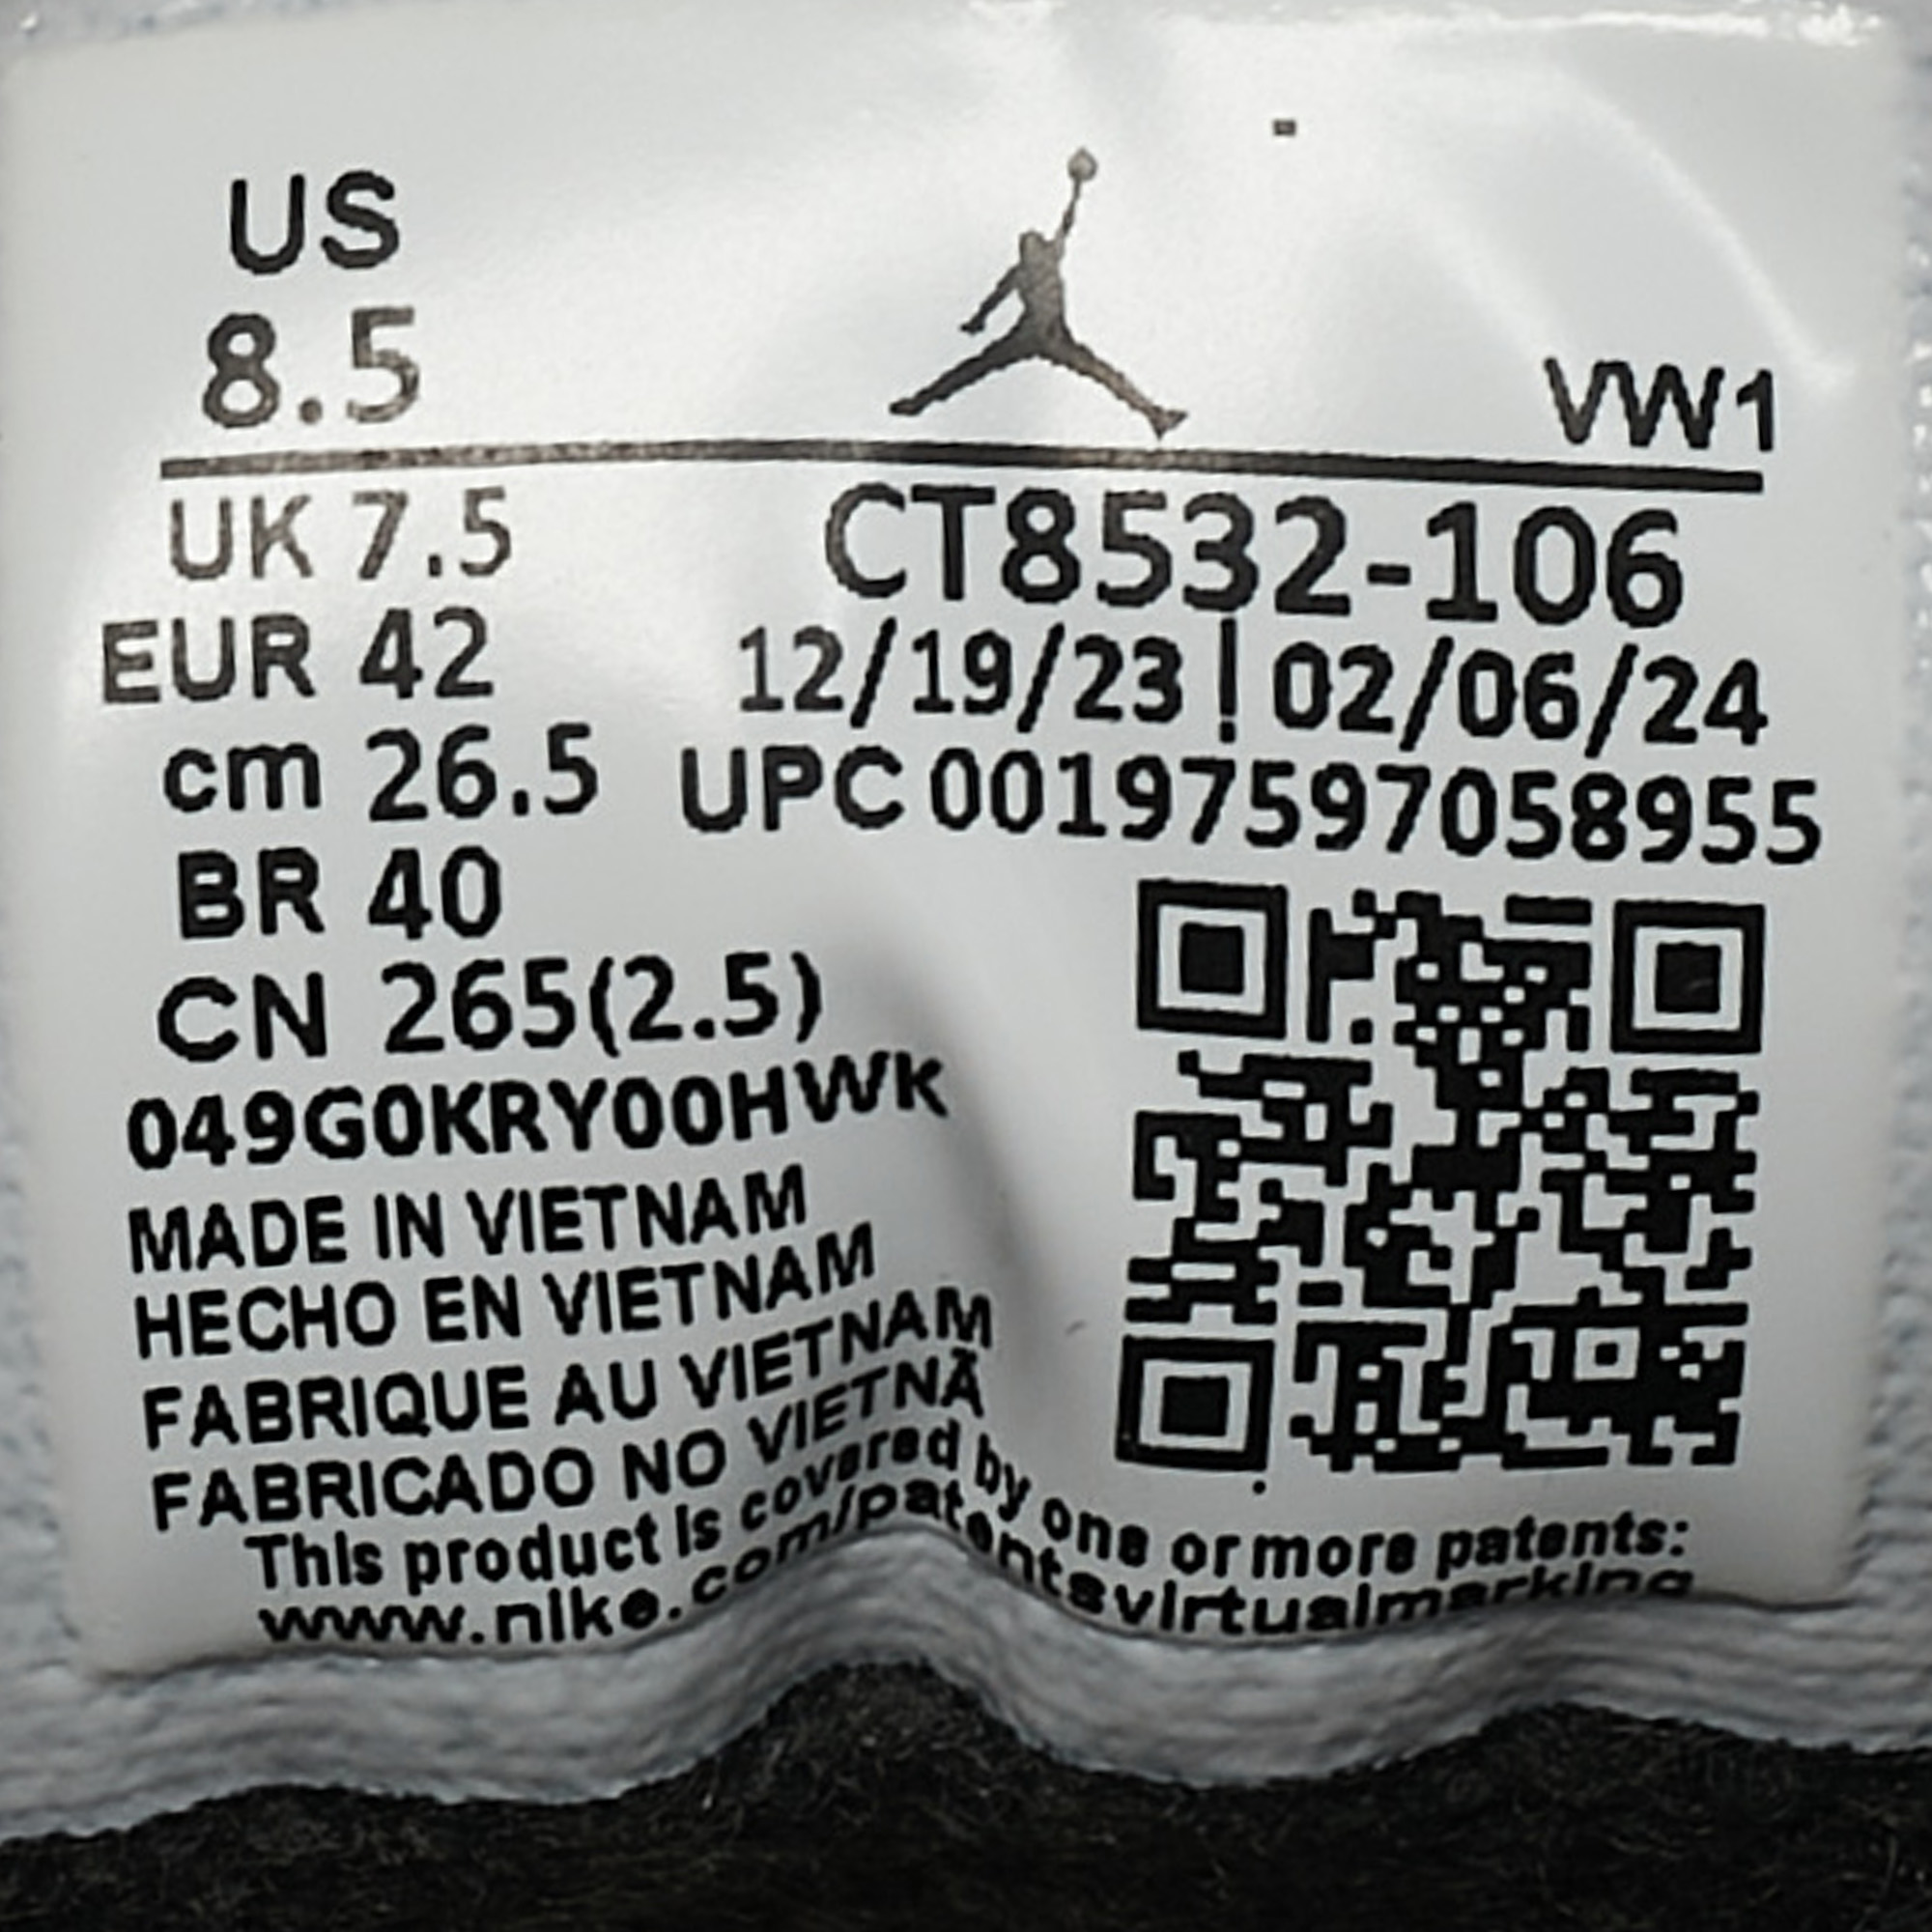 US
8.5
VW1
UK 7.5
CT8532-106
EUR 42
12/19/23 | 02/06/24
cm 26.5
UPC 00197597058955
BR 40
CN 265(2.5)
049G0KRY00HWK
MADE IN VIETNAM
HECHO EN VIETNAM
FABRIQUE AU VIETNAM
FABRICADO NO VIETNÃ
This product is covered by one or more patents:
www.nike.com/patentsvirtualmarking